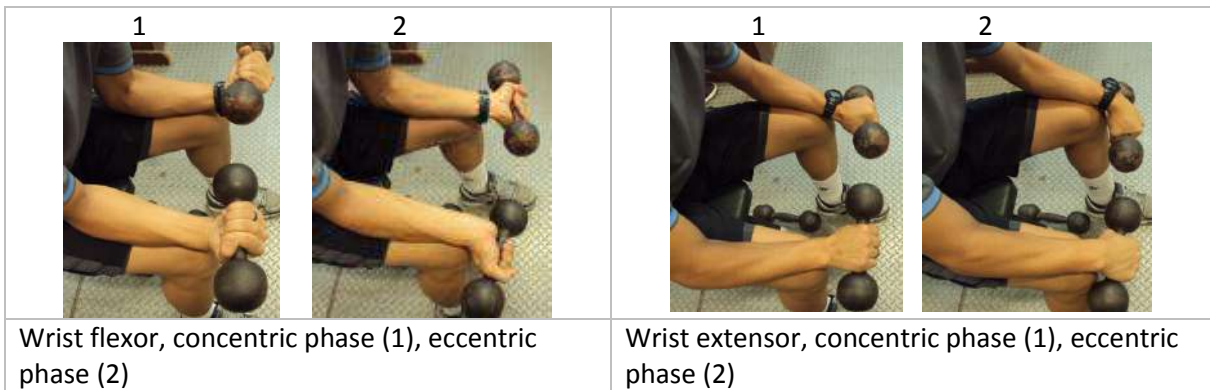 1
2
1
2
Wrist flexor, concentric phase (1), eccentric
phase (2)
Wrist extensor, concentric phase (1), eccentric
phase (2)